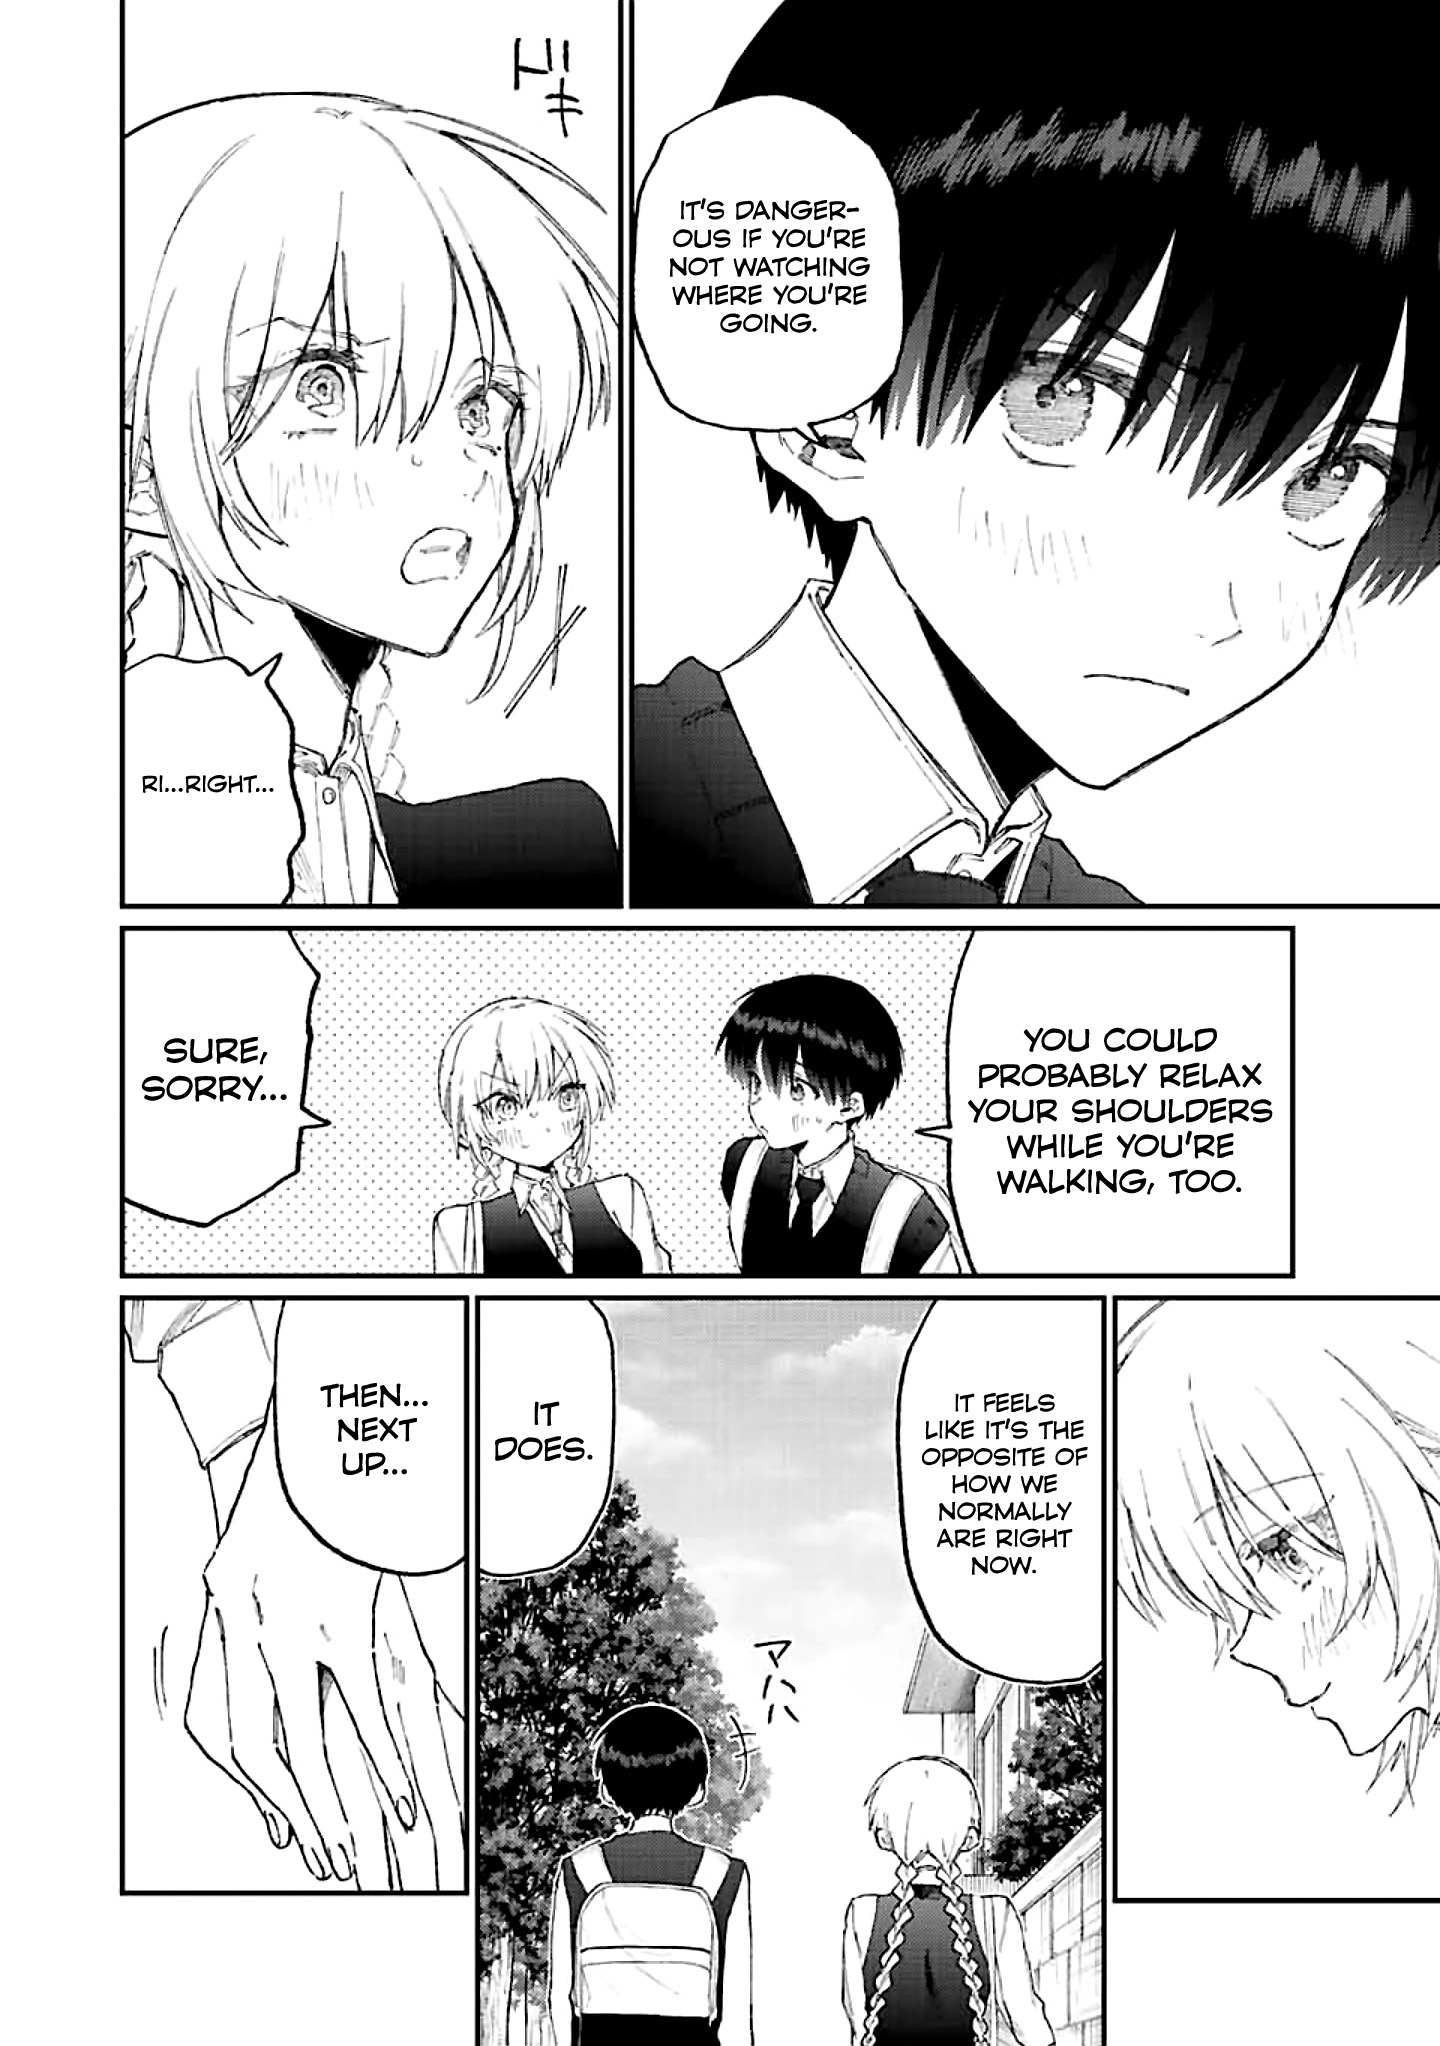 IT'S DANGER-
OUS IF YOU'RE
NOT WATCHING
WHERE YOU'RE
GOING.
ドキ
RI...RIGHT...
YOU COULD
PROBABLY RELAX
YOUR SHOULDERS
WHILE YOU'RE
WALKING, TOO.
SURE,
SORRY...
IT FEELS
LIKE IT'S THE
OPPOSITE OF
HOW WE
NORMALLY
ARE RIGHT
NOW.
IT
DOES.
アハハ
THEN...
NEXT
UP...